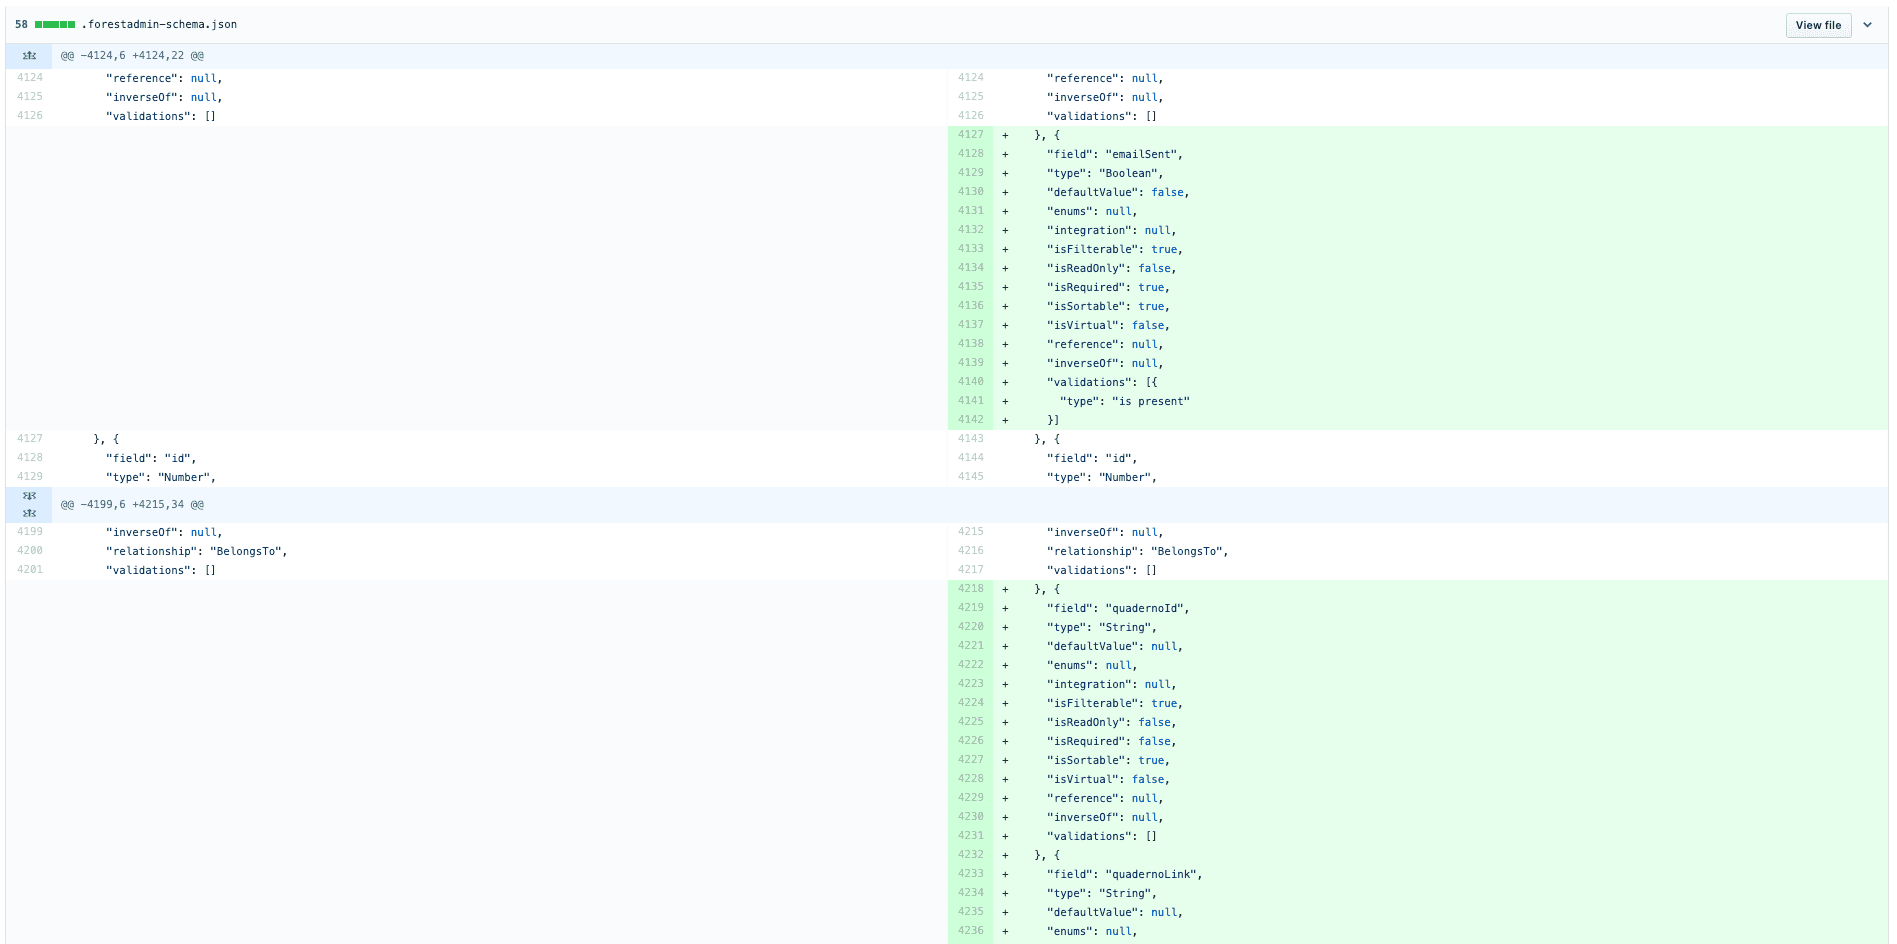 58 .forestadmin-schema.json View file
@@ -4124,6 +4124,22 @@
4124 "reference": null, 4124 "reference": null,
4125 "inverseOf": null, 4125 "inverseOf": null,
4126 "validations": [] 4126 "validations": []
4127 + }, {
4128 + "field": "emailSent",
4129 + "type": "Boolean",
4130 + "defaultValue": false,
4131 + "enums": null,
4132 + "integration": null,
4133 + "isFilterable": true,
4134 + "isReadOnly": false,
4135 + "isRequired": true,
4136 + "isSortable": true,
4137 + "isVirtual": false,
4138 + "reference": null,
4139 + "inverseOf": null,
4140 + "validations": [{
4141 + "type": "is present"
4142 + }]
4127 }, { 4143 }, {
4128 "field": "id", 4144 "field": "id",
4129 "type": "Number", 4145 "type": "Number",
@@ -4199,6 +4215,34 @@
4199 "inverseOf": null, 4215 "inverseOf": null,
4200 "relationship": "BelongsTo", 4216 "relationship": "BelongsTo",
4201 "validations": [] 4217 "validations": []
4218 + }, {
4219 + "field": "quadernoId",
4220 + "type": "String",
4221 + "defaultValue": null,
4222 + "enums": null,
4223 + "integration": null,
4224 + "isFilterable": true,
4225 + "isReadOnly": false,
4226 + "isRequired": false,
4227 + "isSortable": true,
4228 + "isVirtual": false,
4229 + "reference": null,
4230 + "inverseOf": null,
4231 + "validations": []
4232 + }, {
4233 + "field": "quadernoLink",
4234 + "type": "String",
4235 + "defaultValue": null,
4236 + "enums": null,